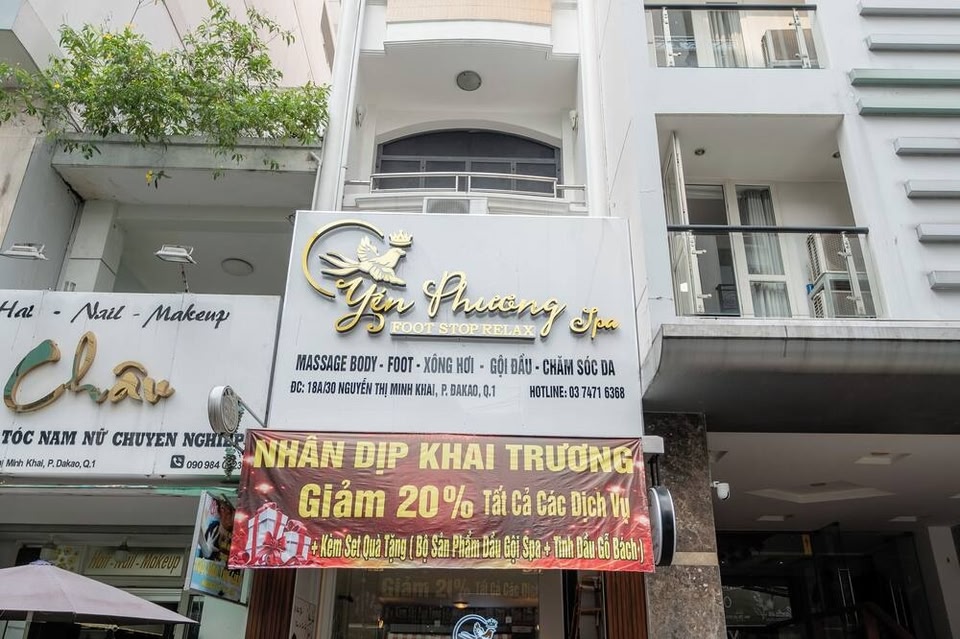 Hair - Nail - Makeup
Châu
TÓC NAM NỮ CHUYÊN NGHIỆP
Minh Khai, P. Dakao, Q.1
090 984
Yến Phương Spa
FOOT STOP RELAX
MASSAGE BODY - FOOT - XÔNG HƠI - GỘI ĐẦU - CHĂM SÓC DA
ĐC: 18A/30 NGUYỄN THỊ MINH KHAI, P. ĐAKAO, Q.1
HOTLINE: 03 7471 6368
NHÂN DỊP KHAI TRƯƠNG
Giảm 20% Tất Cả Các Dịch Vụ
+ Kèm Set Quà Tặng ( Bộ Sản Phẩm Dầu Gội Spa + Tinh Dầu Gỗ Bách )
Hair-Nail-Makeup
Giảm 20% Tất Cả Các Dịch